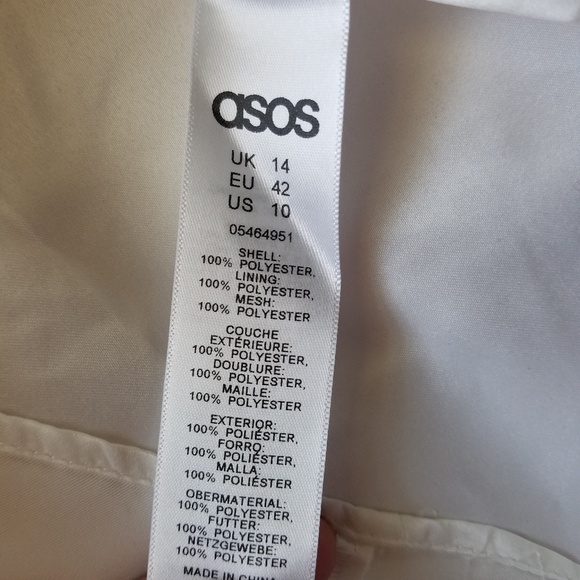 asos
UK 14
EU 42
US 10
05464951
SHELL:
100% POLYESTER,
LINING:
100% POLYESTER,
MESH:
100% POLYESTER
COUCHE
EXTÉRIEURE:
100% POLYESTER,
DOUBLURE:
100% POLYESTER,
MAILLE:
100% POLYESTER
EXTERIOR:
100% POLIÉSTER,
FORRO:
100% POLIÉSTER,
MALLA:
100% POLIÉSTER
OBERMATERIAL:
100% POLYESTER,
FUTTER:
100% POLYESTER,
NETZGEWEBE:
100% POLYESTER
MADE IN CHINA